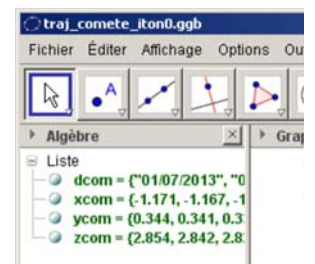 traj_comete_iton0.ggb
Fichier Éditer Affichage Options Ou
A
Algèbre Grap
Liste
dcom = {"01/07/2013", "0
xcom = {-1.171, -1.167, -1
ycom = {0.344, 0.341, 0.3
zcom = {2.854, 2.842, 2.8